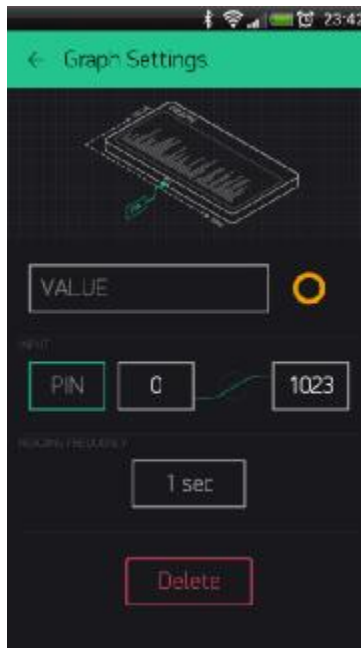 23:42
← Graph Settings
VALUE
INPUT
PIN 0 1023
READING FREQUENCY
1 sec
Delete